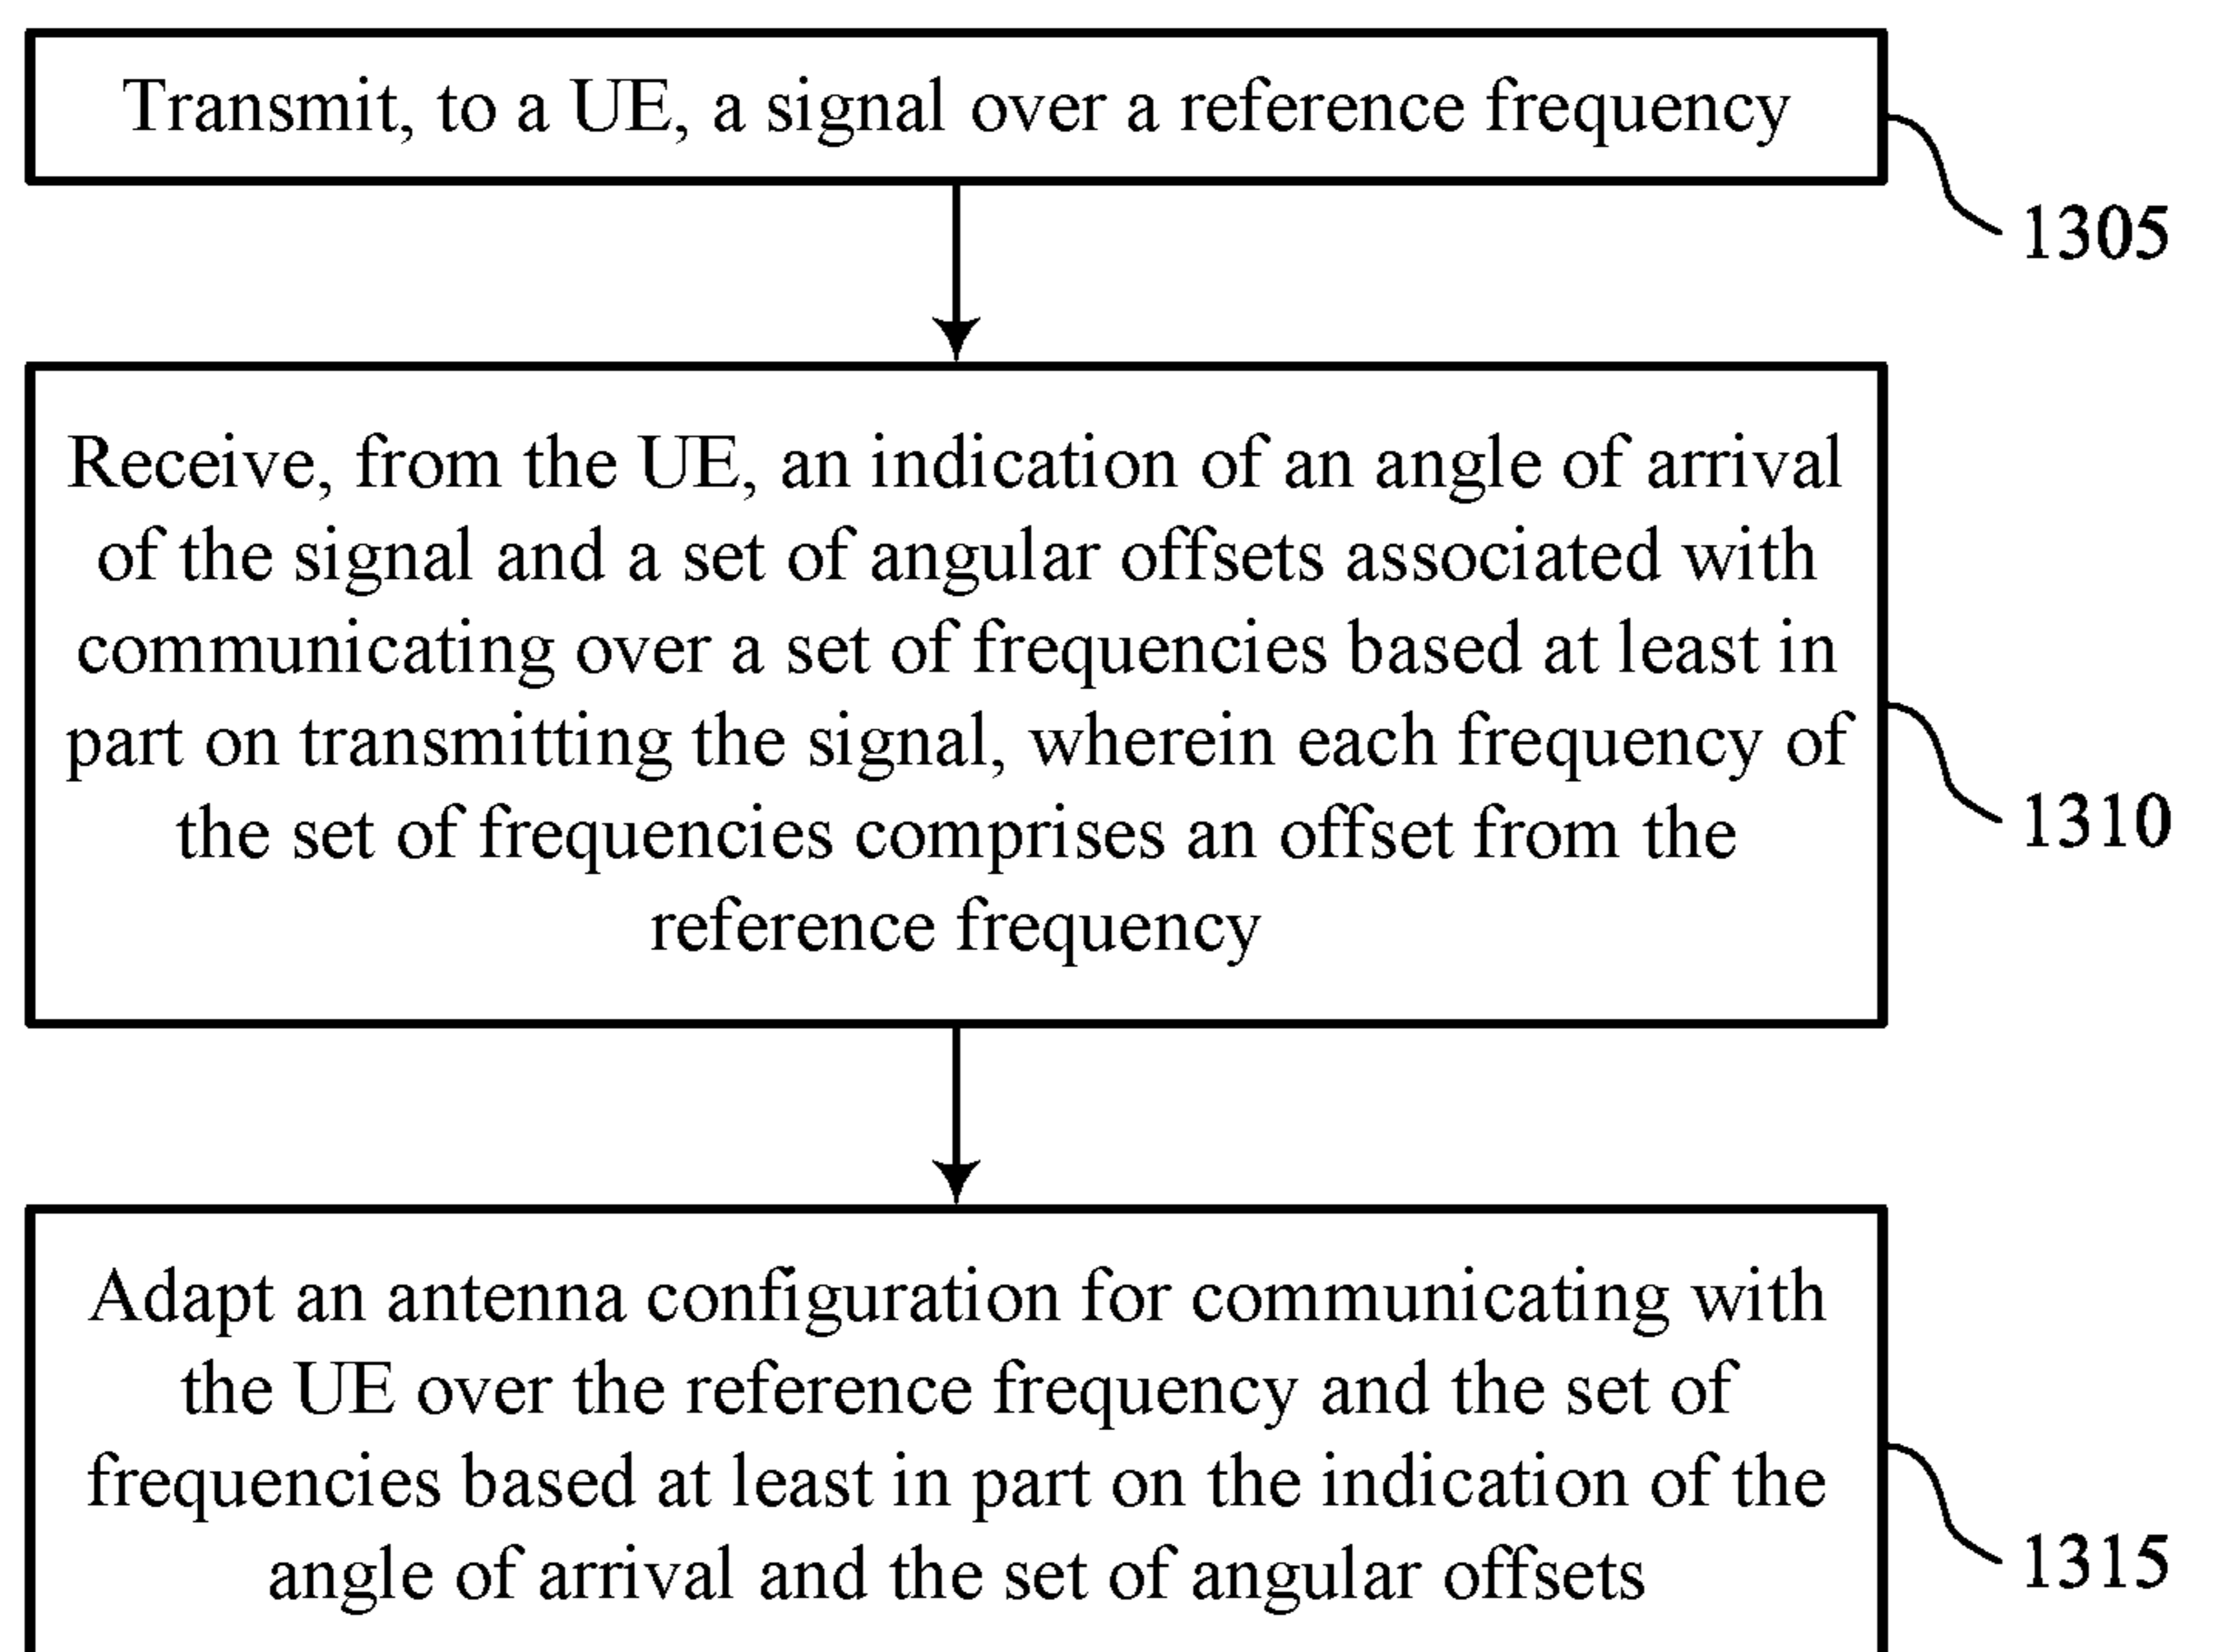 Transmit, to a UE, a signal over a reference frequency
1305
Receive, from the UE, an indication of an angle of arrival
of the signal and a set of angular offsets associated with
communicating over a set of frequencies based at least in
part on transmitting the signal, wherein each frequency of
the set of frequencies comprises an offset from the
reference frequency
1310
Adapt an antenna configuration for communicating with
the UE over the reference frequency and the set of
frequencies based at least in part on the indication of the
angle of arrival and the set of angular offsets
1315